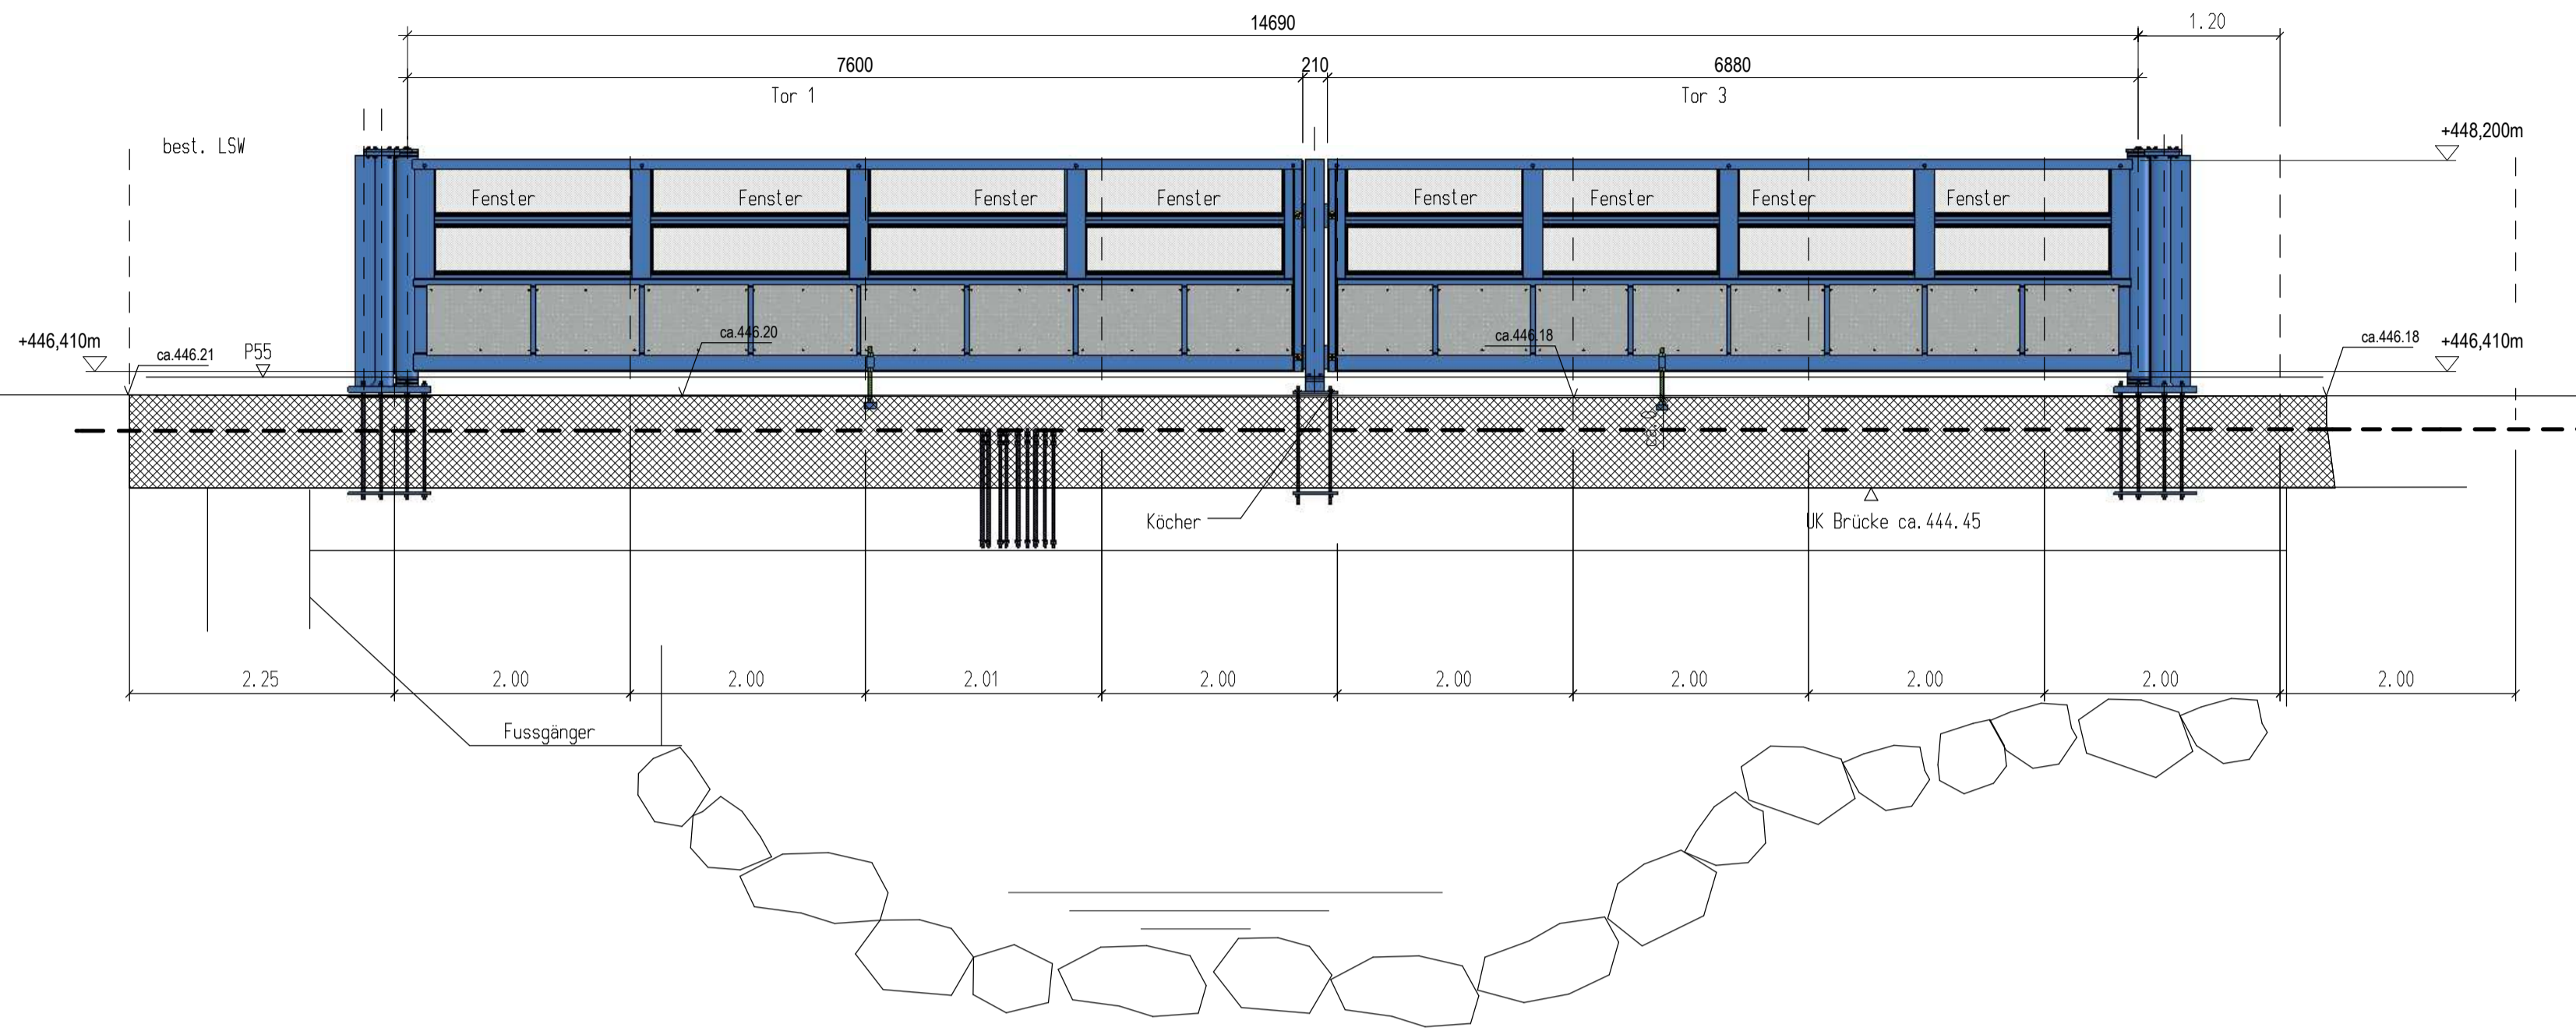 14690
1.20
7600
210
6880
Tor 1
Tor 3
best. LSW
+448,200m
Fenster
Fenster
Fenster
Fenster
Fenster
Fenster
Fenster
Fenster
+446,410m
ca.446.21
P55
ca.446.20
ca.446.18
ca.446.18
+446,410m
ca.0
Köcher
UK Brücke ca.444.45
2.25
2.00
2.00
2.01
2.00
2.00
2.00
2.00
2.00
2.00
Fussgänger